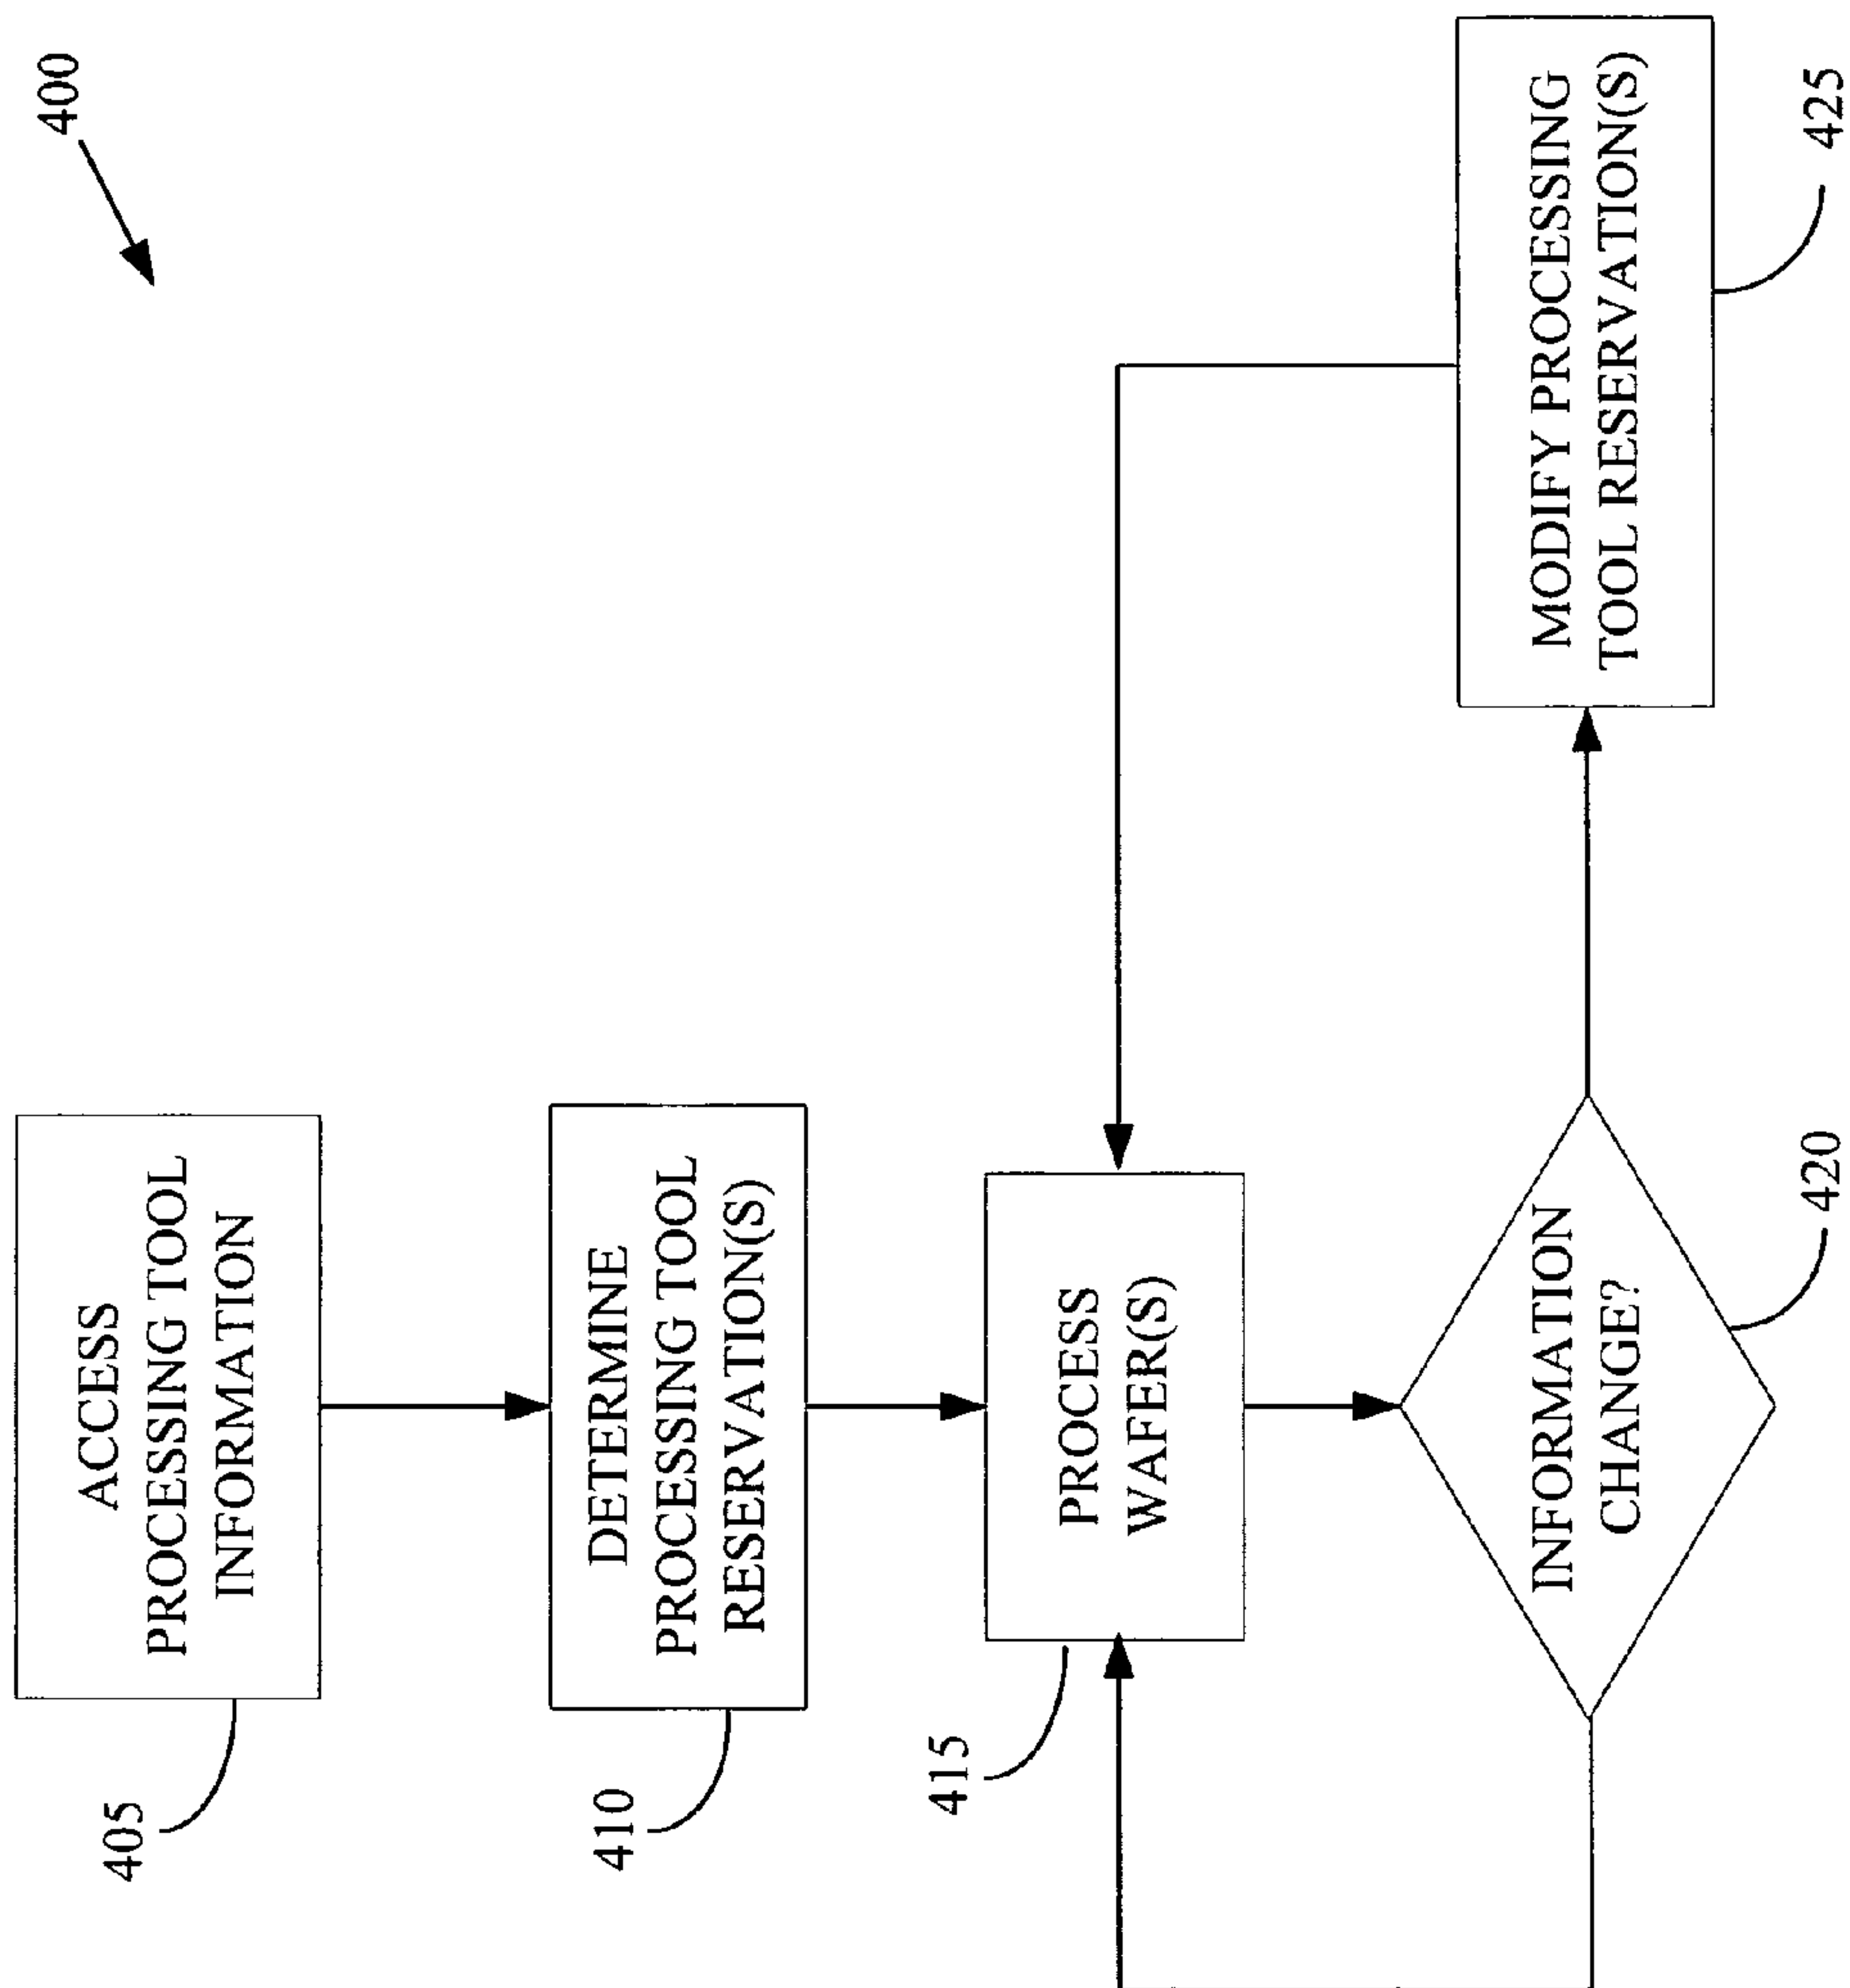 400
ACCESS
PROCESSING TOOL
INFORMATION
405
DETERMINE
PROCESSING TOOL
RESERVATION(S)
410
PROCESS
WAFER(S)
415
INFORMATION
CHANGE?
420
MODIFY PROCESSING
TOOL RESERVATION(S)
425